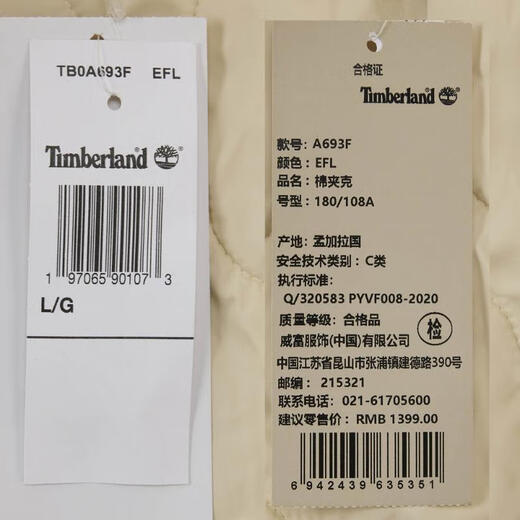 TB0A693F EFL
Timberland
1 97065 90107 3
L/G
合格证
Timberland
款号: A693F
颜色: EFL
品名: 棉夹克
号型: 180/108A
产地: 孟加拉国
安全技术类别: C类
执行标准:
Q/320583 PYVF008-2020
质量等级: 合格品
检
威富服饰(中国)有限公司
中国江苏省昆山市张浦镇建德路390号
邮编: 215321
联系电话: 021-61705600
建议零售价: RMB 1399.00
6 942439 635351